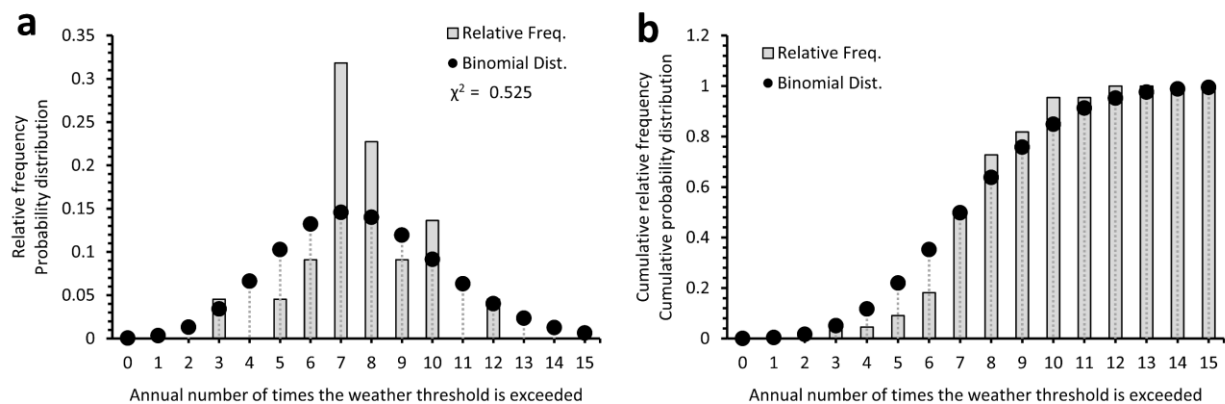 a
Relative frequency
Probability distribution
0.35
0.3
0.25
0.2
0.15
0.1
0.05
0
Relative Freq.
Binomial Dist.
χ² = 0.525
0 1 2 3 4 5 6 7 8 9 10 11 12 13 14 15
Annual number of times the weather threshold is exceeded
b
Cumulative relative frequency
Cumulative probability distribution
1.2
1
0.8
0.6
0.4
0.2
0
Relative Freq.
Binomial Dist.
0 1 2 3 4 5 6 7 8 9 10 11 12 13 14 15
Annual number of times the weather threshold is exceeded